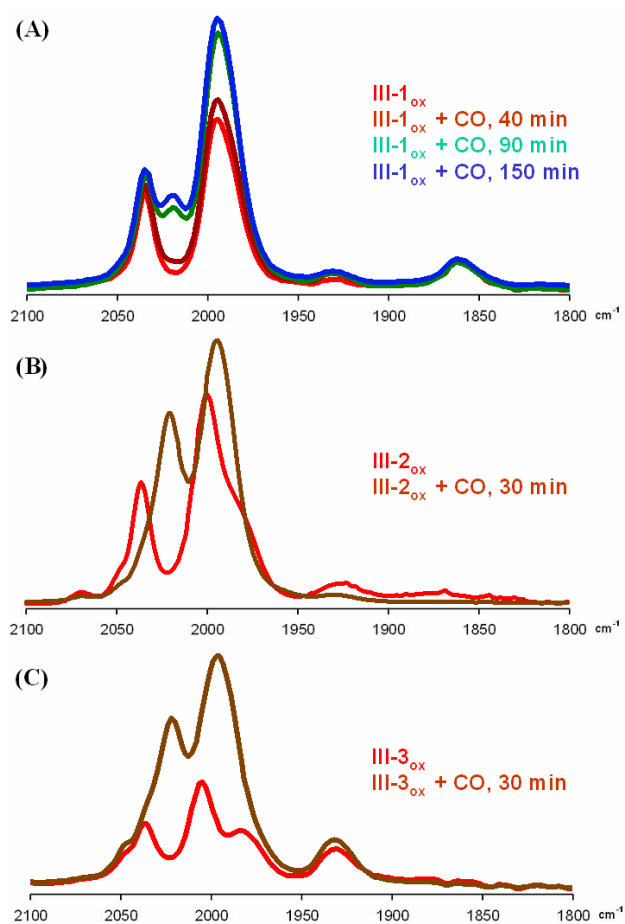 (A)
III-1ox
III-1ox + CO, 40 min
III-1ox + CO, 90 min
III-1ox + CO, 150 min
2100 2050 2000 1950 1900 1850 1800 cm-1
(B)
III-2ox
III-2ox + CO, 30 min
2100 2050 2000 1950 1900 1850 1800 cm-1
(C)
III-3ox
III-3ox + CO, 30 min
2100 2050 2000 1950 1900 1850 1800 cm-1